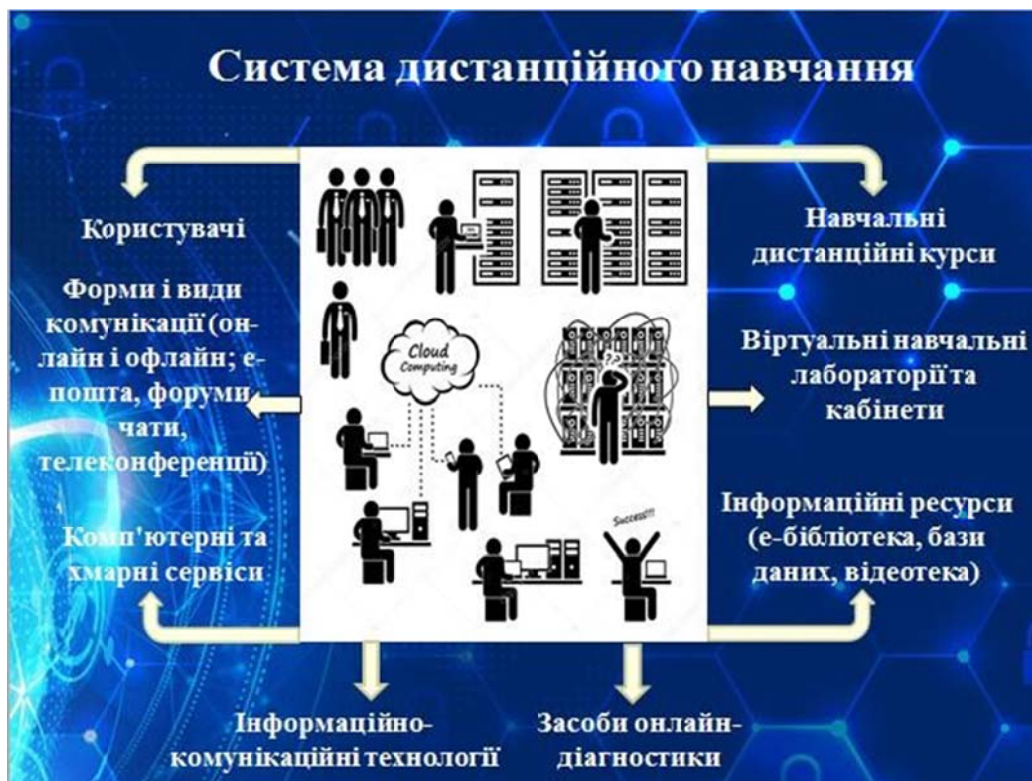 Система дистанційного навчання
Користувачі
Форми і види
комунікації (он-
лайн і офлайн; е-
пошта, форуми,
чати,
телеконференції)
Комп'ютерні та
хмарні сервіси
Cloud
Computing
?,?
Success!!!
Навчальні
дистанційні курси
Віртуальні навчальні
лабораторії та
кабінети
Інформаційні ресурси
(е-бібліотека, бази
даних, відеотека)
Інформаційно-
комунікаційні технології
Засоби онлайн-
діагностики